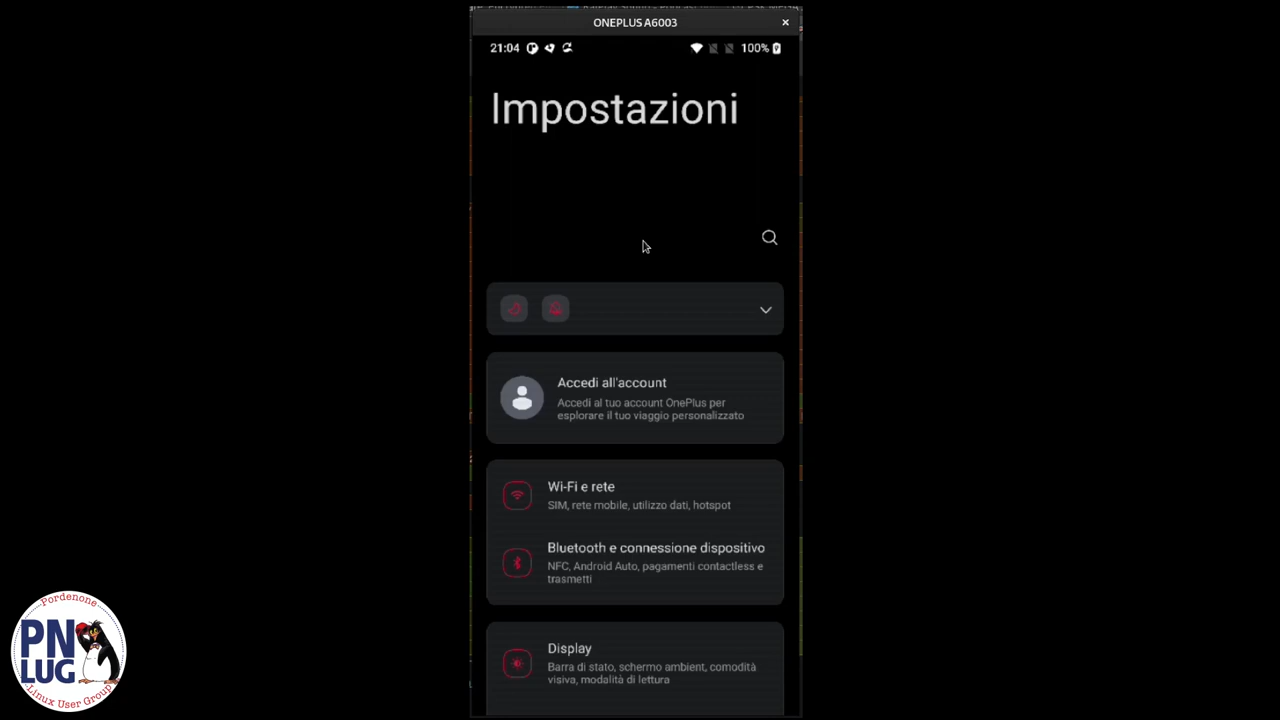 ONEPLUS A6003
21:04
100%
Impostazioni
Accedi all'account
Accedi al tuo account OnePlus per
esplorare il tuo viaggio personalizzato
Wi-Fi e rete
SIM, rete mobile, utilizzo dati, hotspot
Bluetooth e connessione dispositivo
NFC, Android Auto, pagamenti contactless e
trasmetti
Display
Barra di stato, schermo ambient, comodità
visiva, modalità di lettura
Pordenone
PN
LUG
Linux User Group